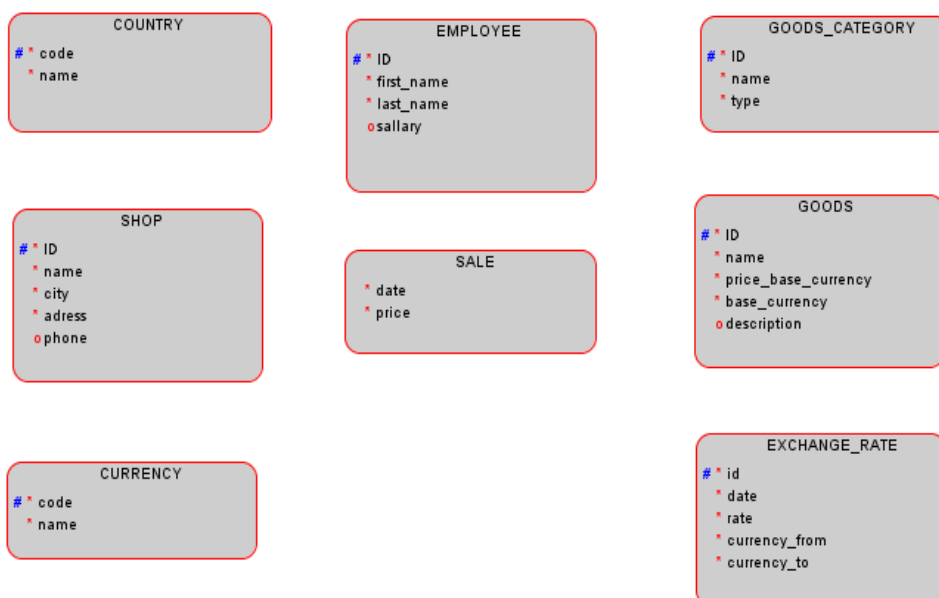 COUNTRY
# * code
* name
EMPLOYEE
# * ID
* first_name
* last_name
o sallary
GOODS_CATEGORY
# * ID
* name
* type
SHOP
# * ID
* name
* city
* adress
o phone
SALE
* date
* price
GOODS
# * ID
* name
* price_base_currency
* base_currency
o description
CURRENCY
# * code
* name
EXCHANGE_RATE
# * id
* date
* rate
* currency_from
* currency_to